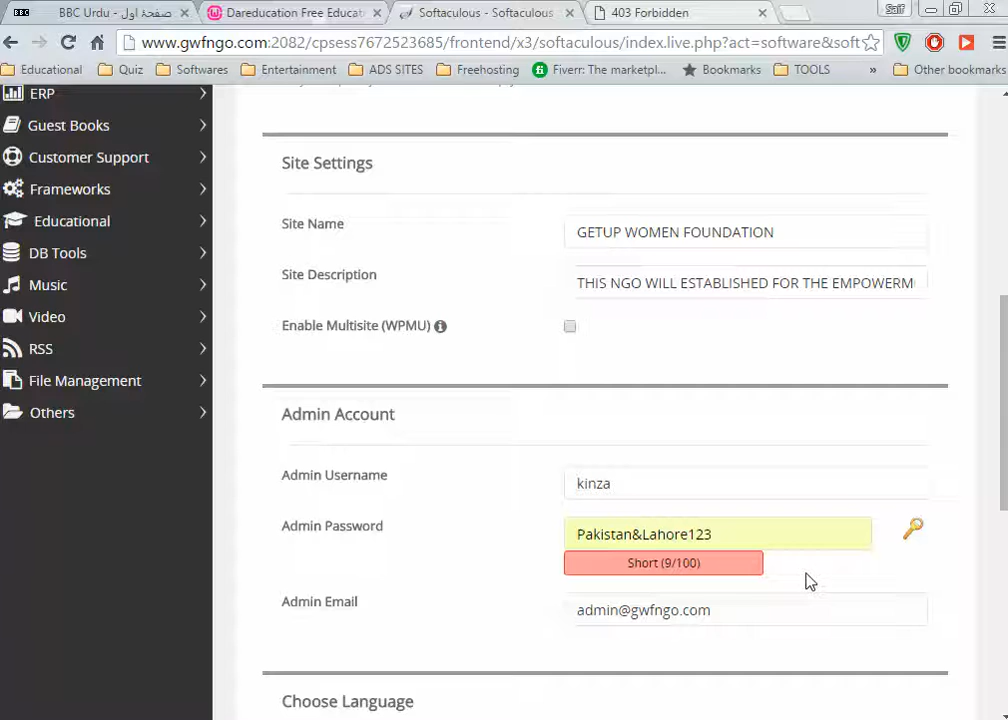 BBC Urdu - صفحۂ اول
Dareducation Free Educat
Softaculous - Softaculous
403 Forbidden
Saif
www.gwfngo.com:2082/cpsess7672523685/frontend/x3/softaculous/index.live.php?act=software&soft
Educational
Quiz
Softwares
Entertainment
ADS SITES
Freehosting
Fiverr: The marketpl...
Bookmarks
TOOLS
»
Other bookmarks
ERP
Guest Books
Customer Support
Frameworks
Educational
DB Tools
Music
Video
RSS
File Management
Others
Site Settings
Site Name
GETUP WOMEN FOUNDATION
Site Description
THIS NGO WILL ESTABLISHED FOR THE EMPOWERM
Enable Multisite (WPMU)
Admin Account
Admin Username
kinza
Admin Password
Pakistan&Lahore123
Short (9/100)
Admin Email
admin@gwfngo.com
Choose Language